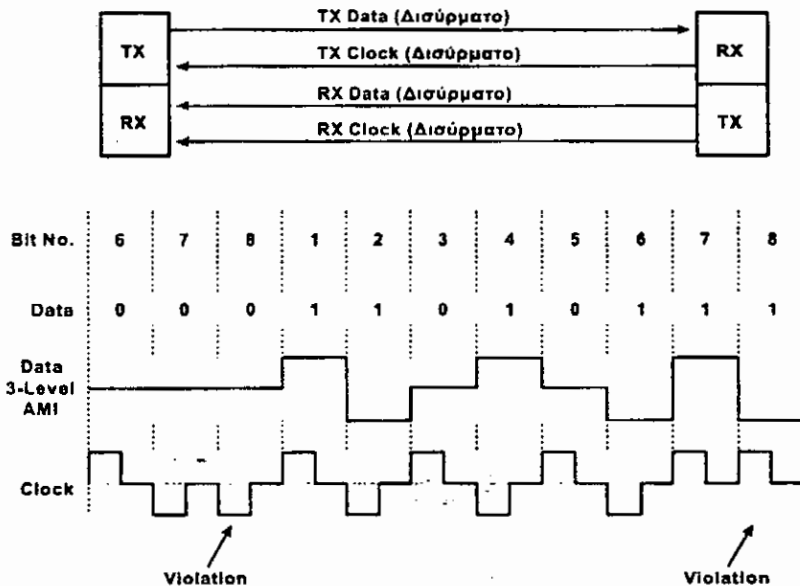 TX Data (Δισύρματο)
TX
RX
TX Clock (Δισύρματο)
RX Data (Δισύρματο)
RX
TX
RX Clock (Δισύρματο)
Bit No. 6 7 8 1 2 3 4 5 6 7 8
Data 0 0 0 1 1 0 1 0 1 1 1
Data
3-Level
AMI
Clock
Violation Violation